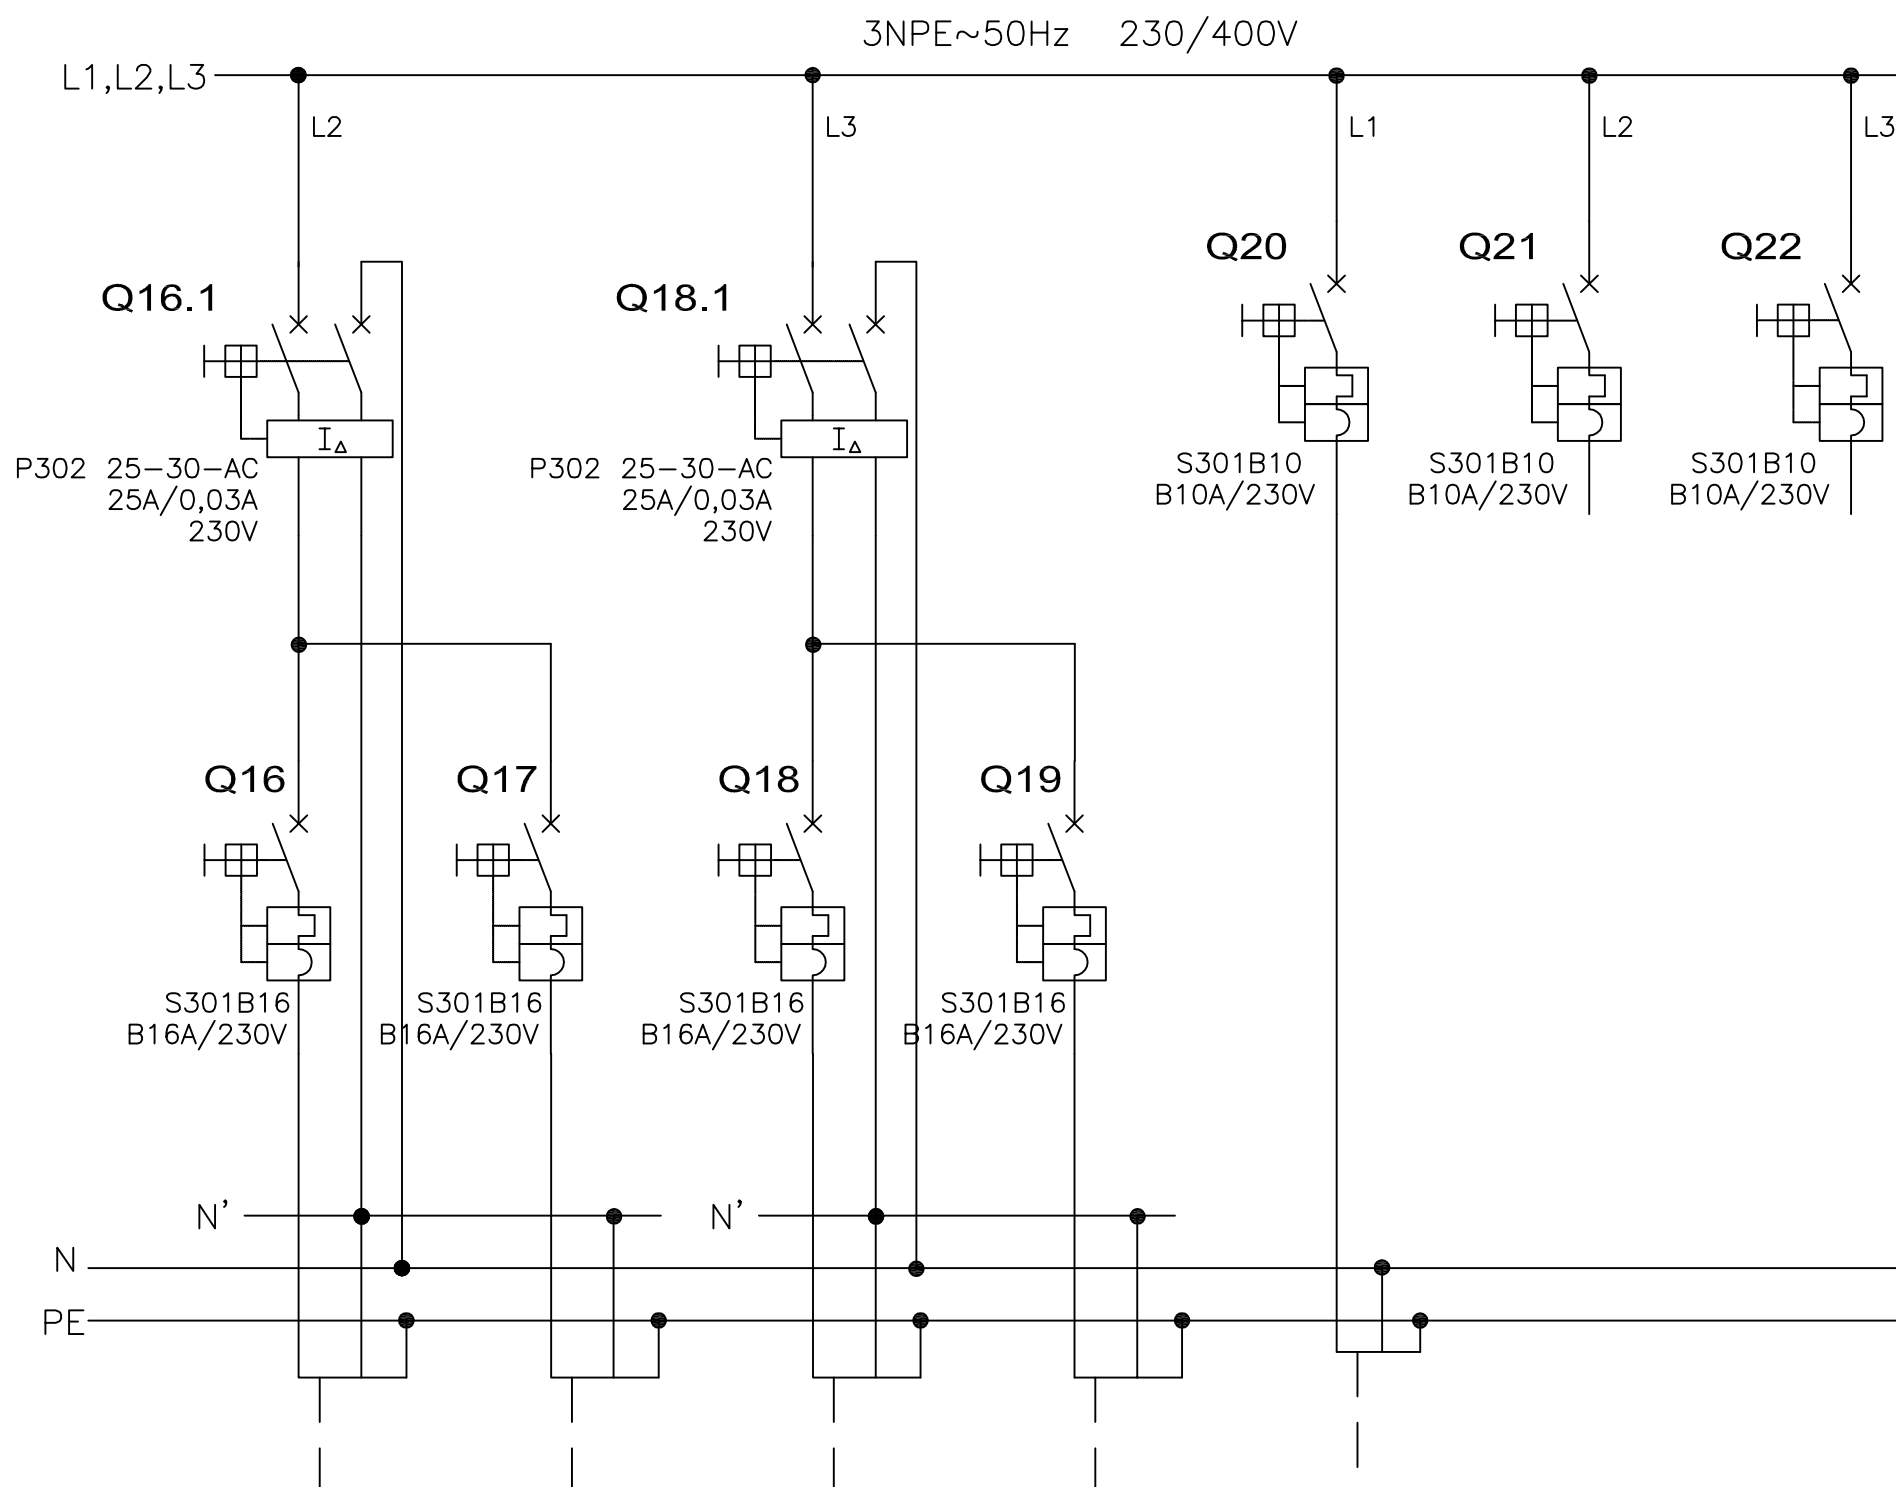 3NPE~50Hz 230/400V
L1,L2,L3
L2
L3
L1
L2
L3
Q20
Q21
Q22
Q16.1
Q18.1
I∆
I∆
P302 25-30-AC
25A/0,03A
230V
P302 25-30-AC
25A/0,03A
230V
S301B10
B10A/230V
S301B10
B10A/230V
S301B10
B10A/230V
Q16
Q17
Q18
Q19
S301B16
B16A/230V
S301B16
B16A/230V
S301B16
B16A/230V
S301B16
B16A/230V
N'
N'
N
PE